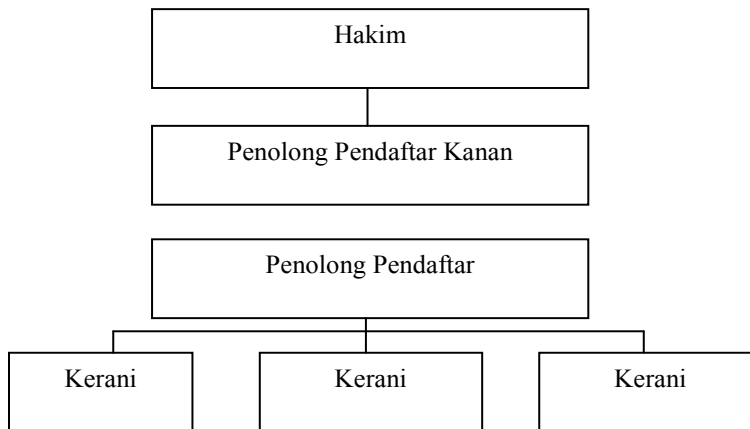 Hakim
Penolong Pendaftar Kanan
Penolong Pendaftar
Kerani
Kerani
Kerani